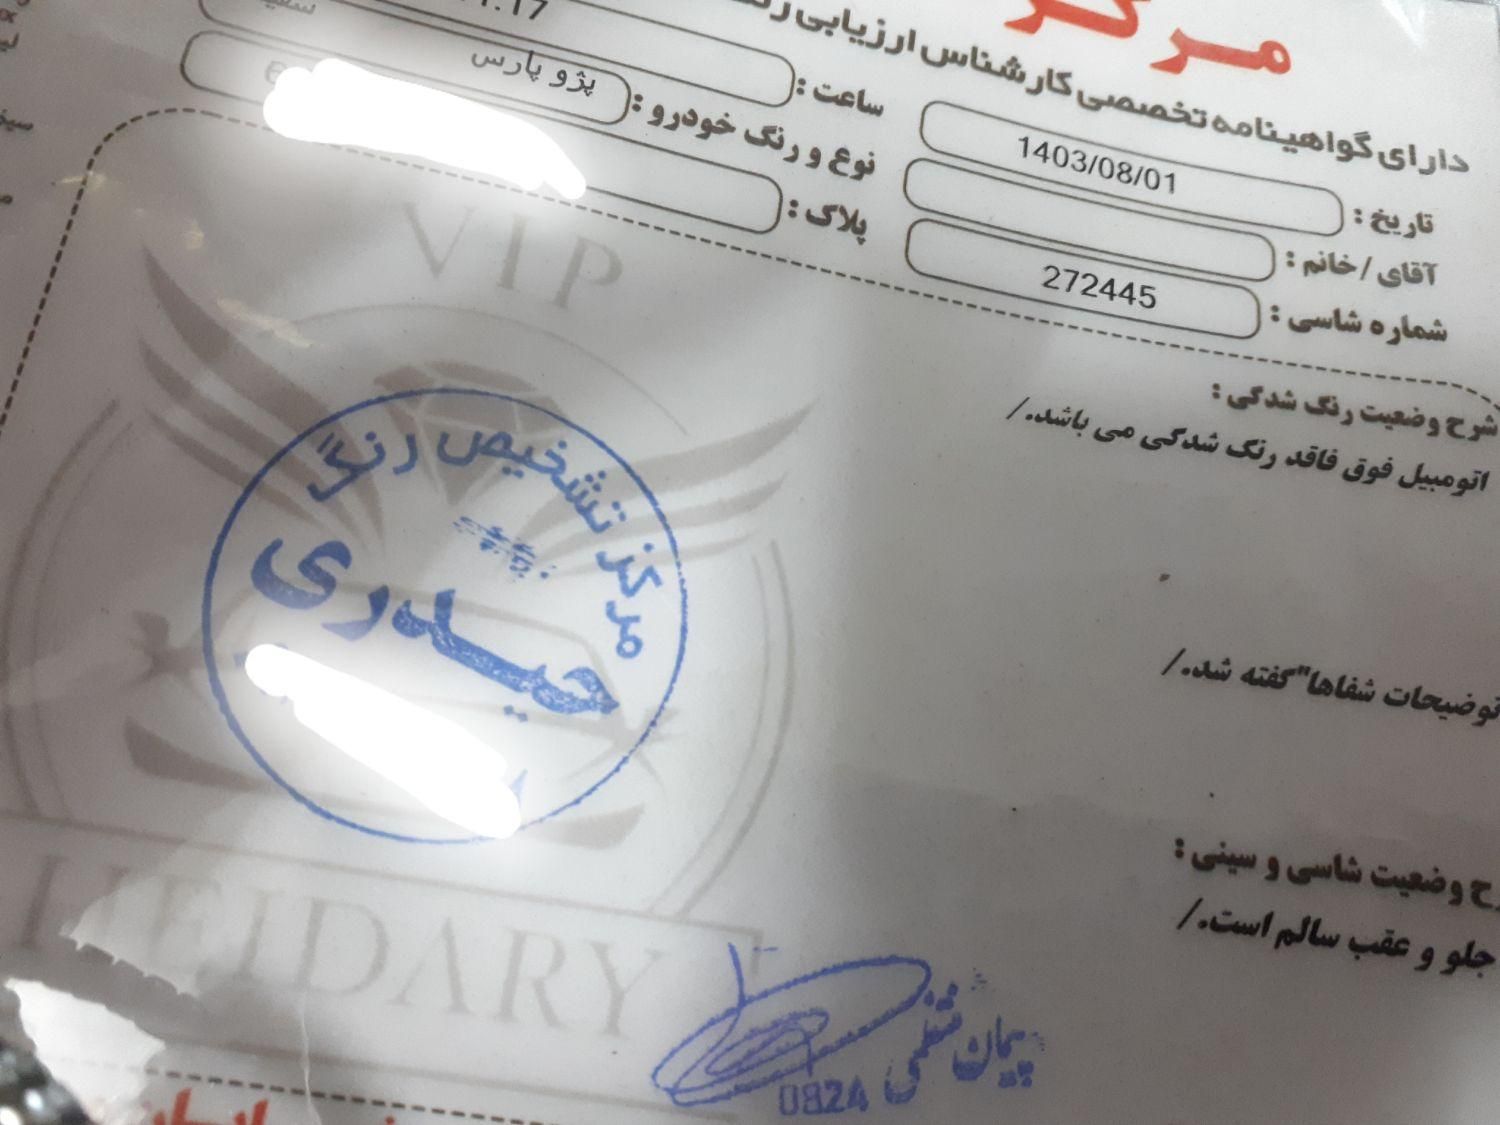 مرکز
دارای گواهینامه تخصصی کارشناس ارزیابی
تاریخ : 1403/08/01
ساعت :
آقای / خانم :
نوع و رنگ خودرو : پژو پارس
شماره شاسی : 272445
پلاک :
شرح وضعیت رنگ شدگی :
اتومبیل فوق فاقد رنگ شدگی می باشد./
توضیحات شفاها" گفته شد./
وضعیت شاسی و سینی :
جلو و عقب سالم است./
VIP
HEIDARY
مرکز تشخیص رنگ
حیدری
پیمان
0824